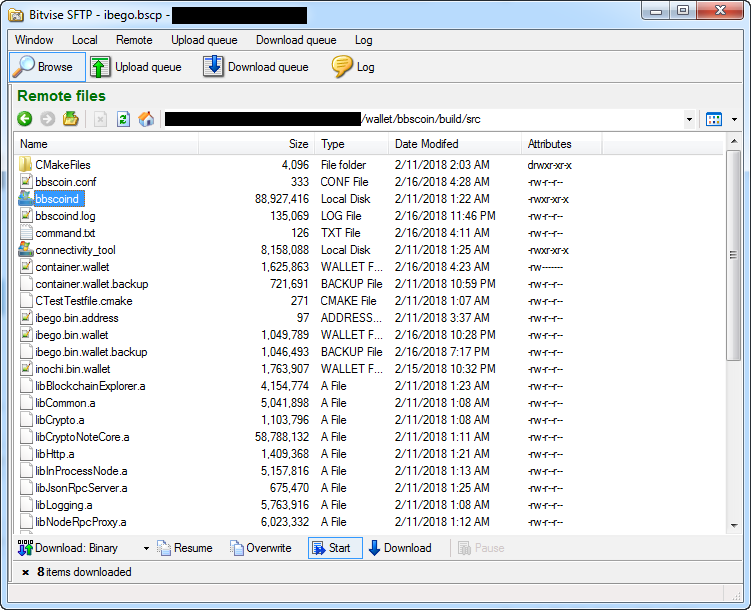 Bitvise SFTP - ibego.bscp -
Window Local Remote Upload queue Download queue Log
Browse Upload queue Download queue Log
Remote files
/wallet/bbscoin/build/src
Name Size Type Date Modifed Attributes
CMakeFiles 4,096 File folder 2/11/2018 2:03 AM drwxr-xr-x
bbscoin.conf 333 CONF File 2/16/2018 4:28 AM -rw-r--r--
bbscoind 88,927,416 Local Disk 2/11/2018 1:22 AM -rwxr-xr-x
bbscoind.log 135,069 LOG File 2/16/2018 11:46 PM -rw-r--r--
command.txt 126 TXT File 2/16/2018 4:11 AM -rw-r--r--
connectivity_tool 8,158,088 Local Disk 2/11/2018 1:25 AM -rwxr-xr-x
container.wallet 1,625,863 WALLET F... 2/16/2018 4:23 AM -rw-------
container.wallet.backup 721,691 BACKUP File 2/11/2018 10:59 PM -rw-r--r--
CTestTestfile.cmake 271 CMAKE File 2/11/2018 1:07 AM -rw-r--r--
ibego.bin.address 97 ADDRESS... 2/11/2018 3:37 AM -rw-r--r--
ibego.bin.wallet 1,049,789 WALLET F... 2/16/2018 10:28 PM -rw-r--r--
ibego.bin.wallet.backup 1,046,493 BACKUP File 2/16/2018 7:17 PM -rw-r--r--
inochi.bin.wallet 1,763,907 WALLET F... 2/15/2018 10:32 PM -rw-r--r--
libBlockchainExplorer.a 4,154,774 A File 2/11/2018 1:23 AM -rw-r--r--
libCommon.a 5,041,898 A File 2/11/2018 1:08 AM -rw-r--r--
libCrypto.a 1,103,796 A File 2/11/2018 1:08 AM -rw-r--r--
libCryptoNoteCore.a 58,788,132 A File 2/11/2018 1:11 AM -rw-r--r--
libHttp.a 1,409,368 A File 2/11/2018 1:21 AM -rw-r--r--
libInProcessNode.a 5,157,816 A File 2/11/2018 1:13 AM -rw-r--r--
libJsonRpcServer.a 675,470 A File 2/11/2018 1:25 AM -rw-r--r--
libLogging.a 5,763,916 A File 2/11/2018 1:08 AM -rw-r--r--
libNodeRpcProxy.a 6,023,332 A File 2/11/2018 1:12 AM -rw-r--r--
Download: Binary Resume Overwrite Start Download Pause
8 items downloaded